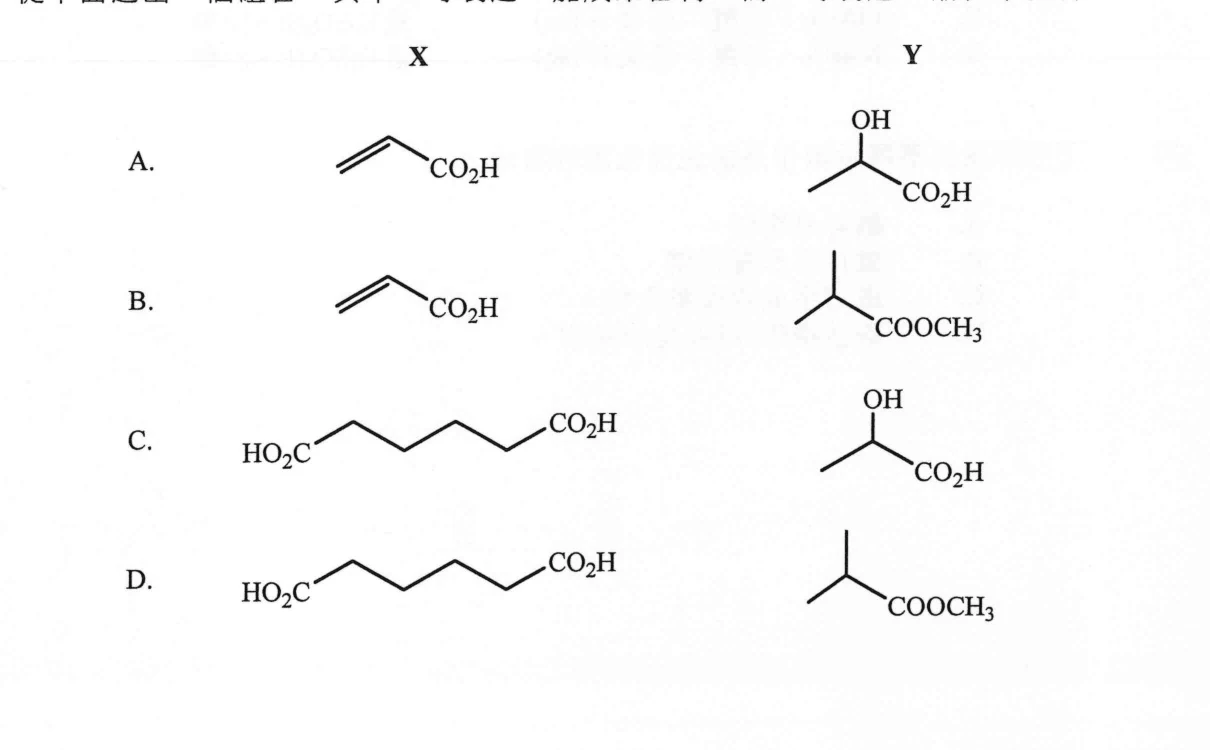 X Y
OH
A. CO₂H CO₂H
B. CO₂H COOCH₃
OH
C. HO₂C CO₂H CO₂H
D. HO₂C CO₂H COOCH₃